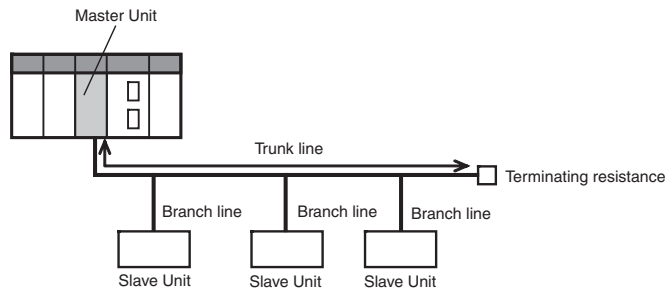 Master Unit
Trunk line
Terminating resistance
Branch line
Branch line
Branch line
Slave Unit
Slave Unit
Slave Unit